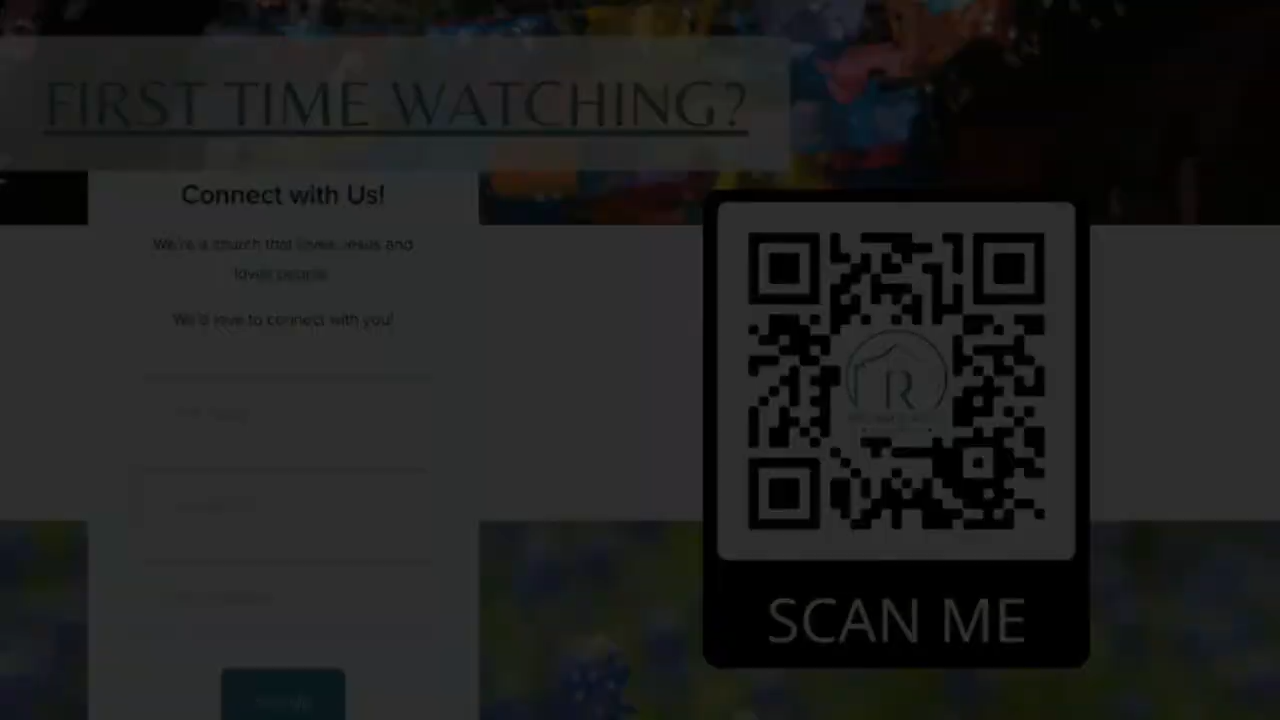 FIRST TIME WATCHING?
Connect with Us!
We're a church that loves Jesus and
loves people.
We'd love to connect with you!
R
SCAN ME